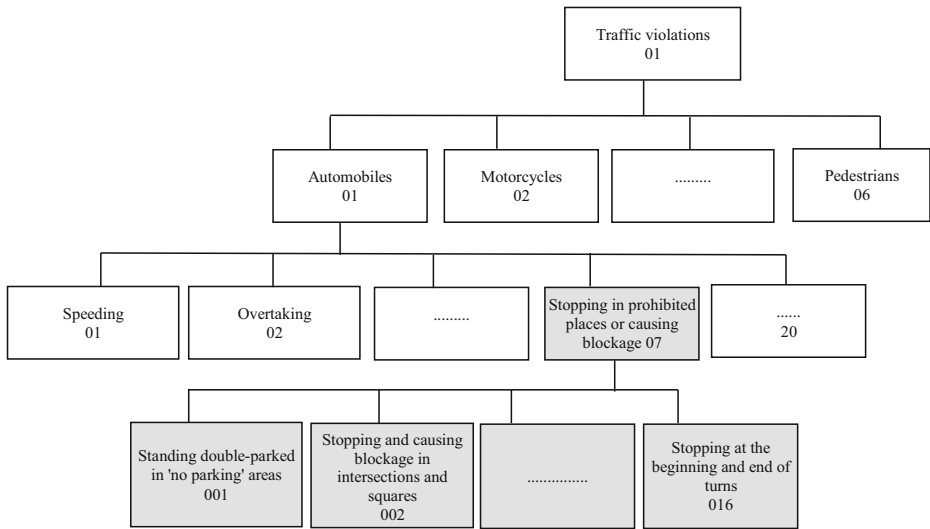 Traffic violations
01
Automobiles
01
Motorcycles
02
.........
Pedestrians
06
Speeding
01
Overtaking
02
.........
Stopping in prohibited
places or causing
blockage 07
......
20
Standing double-parked
in 'no parking' areas
001
Stopping and causing
blockage in
intersections and
squares
002
...............
Stopping at the
beginning and end of
turns
016